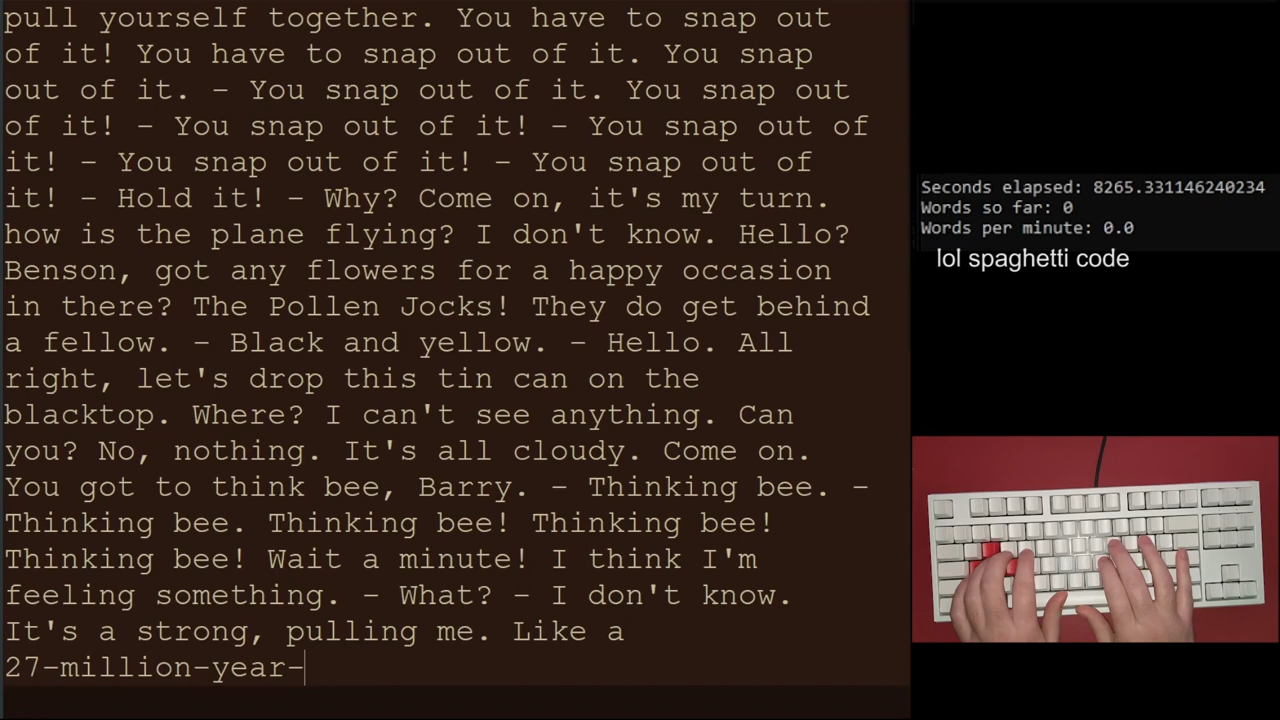 pull yourself together. You have to snap out
of it! You have to snap out of it. You snap
out of it. - You snap out of it. You snap out
of it! - You snap out of it! - You snap out of
it! - You snap out of it! - You snap out of
it! - Hold it! - Why? Come on, it's my turn.
how is the plane flying? I don't know. Hello?
Benson, got any flowers for a happy occasion
in there? The Pollen Jocks! They do get behind
a fellow. - Black and yellow. - Hello. All
right, let's drop this tin can on the
blacktop. Where? I can't see anything. Can
you? No, nothing. It's all cloudy. Come on.
You got to think bee, Barry. - Thinking bee. -
Thinking bee. Thinking bee! Thinking bee!
Thinking bee! Wait a minute! I think I'm
feeling something. - What? - I don't know.
It's a strong, pulling me. Like a
27-million-year-
Seconds elapsed: 8265.331146240234
Words so far: 0
Words per minute: 0.0
lol spaghetti code